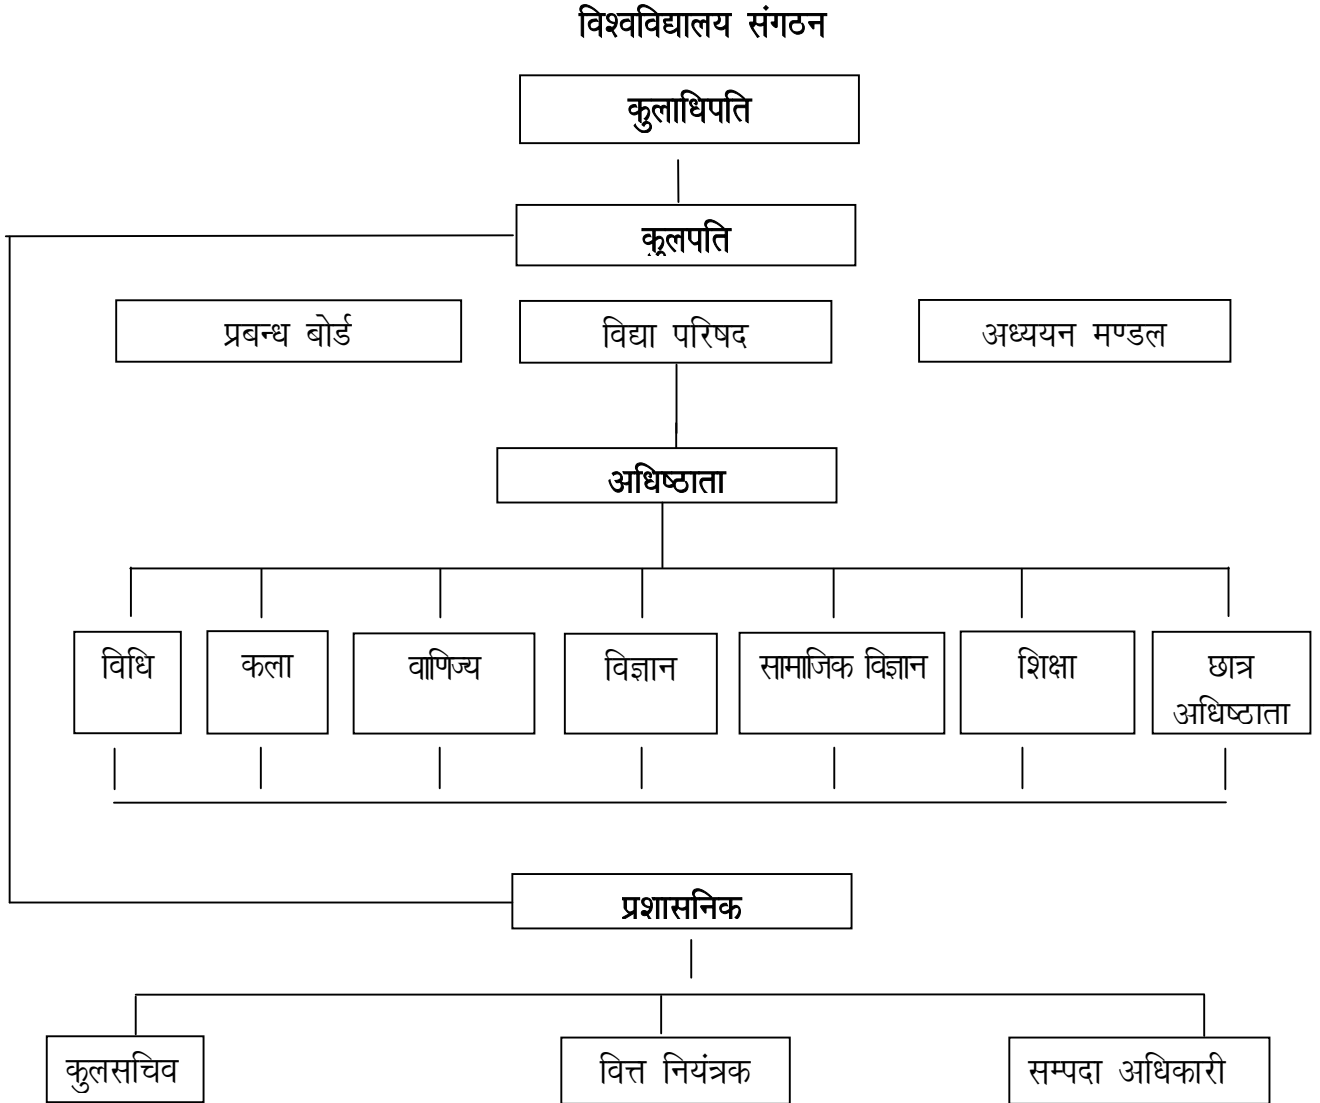 विश्वविद्यालय संगठन
कुलाधिपति
कुलपति
प्रबन्ध बोर्ड
विद्या परिषद
अध्ययन मण्डल
अधिष्ठाता
विधि
कला
वाणिज्य
विज्ञान
सामाजिक विज्ञान
शिक्षा
छात्र
अधिष्ठाता
प्रशासनिक
कुलसचिव
वित्त नियंत्रक
सम्पदा अधिकारी